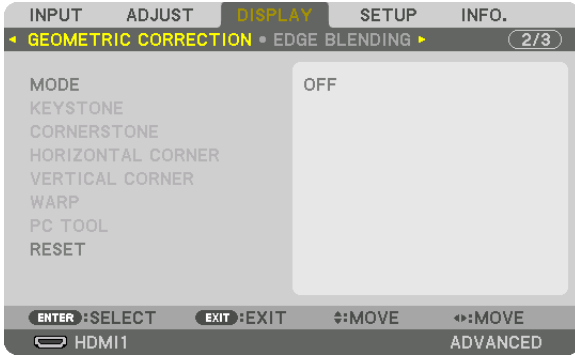 INPUT ADJUST DISPLAY SETUP INFO.
GEOMETRIC CORRECTION • EDGE BLENDING 2/3
MODE OFF
KEYSTONE
CORNERSTONE
HORIZONTAL CORNER
VERTICAL CORNER
WARP
PC TOOL
RESET
ENTER :SELECT EXIT :EXIT :MOVE :MOVE
HDMI1 ADVANCED